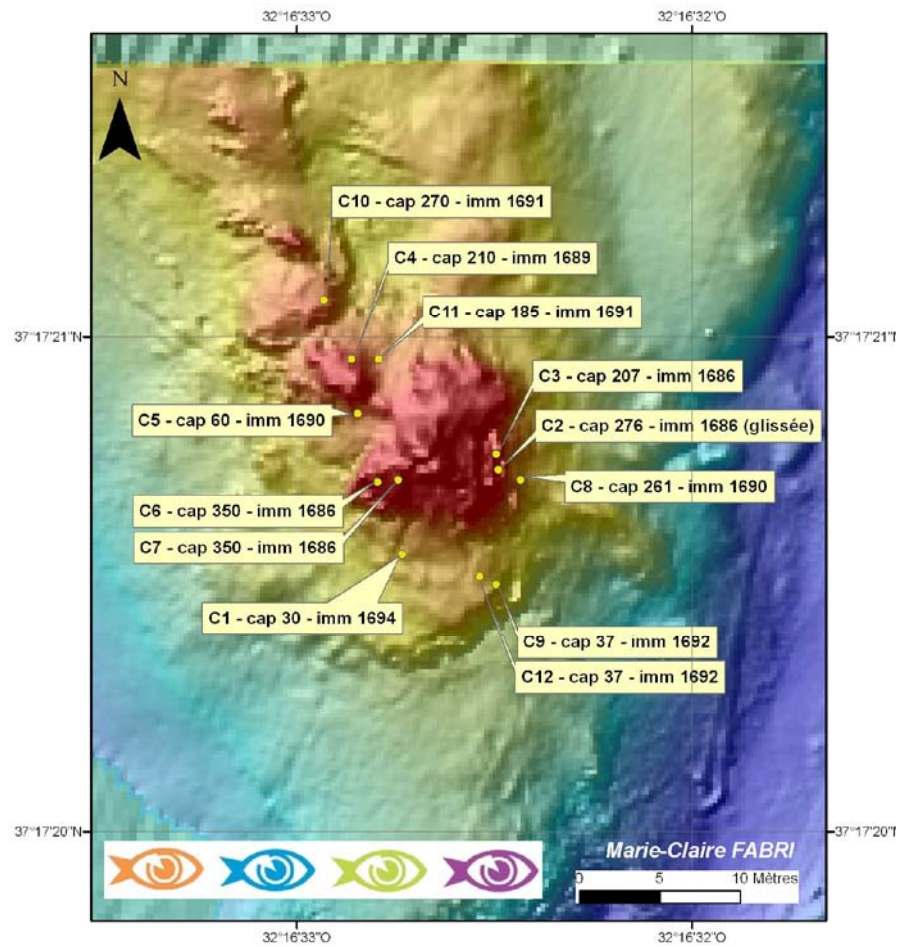 32°16'33"O
32°16'32"O
N
C10 - cap 270 - imm 1691
C4 - cap 210 - imm 1689
C11 - cap 185 - imm 1691
37°17'21"N
37°17'21"N
C3 - cap 207 - imm 1686
C5 - cap 60 - imm 1690
C2 - cap 276 - imm 1686 (glissée)
C8 - cap 261 - imm 1690
C6 - cap 350 - imm 1686
C7 - cap 350 - imm 1686
C1 - cap 30 - imm 1694
C9 - cap 37 - imm 1692
C12 - cap 37 - imm 1692
37°17'20"N
37°17'20"N
Marie-Claire FABRI
0 5 10 Mètres
32°16'33"O
32°16'32"O